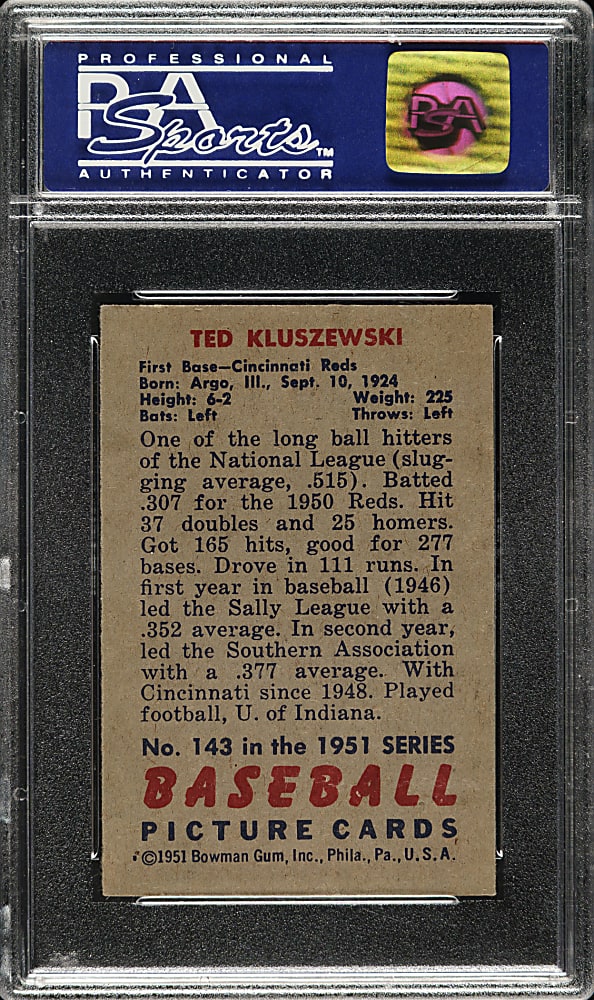 PROFESSIONAL
PSA
Sports™
AUTHENTICATOR
PSA
TED KLUSZEWSKI
First Base—Cincinnati Reds
Born: Argo, Ill., Sept. 10, 1924
Height: 6-2 Weight: 225
Bats: Left Throws: Left
One of the long ball hitters
of the National League (slug-
ging average, .515). Batted
.307 for the 1950 Reds. Hit
37 doubles and 25 homers.
Got 165 hits, good for 277
bases. Drove in 111 runs. In
first year in baseball (1946)
led the Sally League with a
.352 average. In second year,
led the Southern Association
with a .377 average. With
Cincinnati since 1948. Played
football, U. of Indiana.
No. 143 in the 1951 SERIES
BASEBALL
PICTURE CARDS
©1951 Bowman Gum, Inc., Phila., Pa., U.S.A.